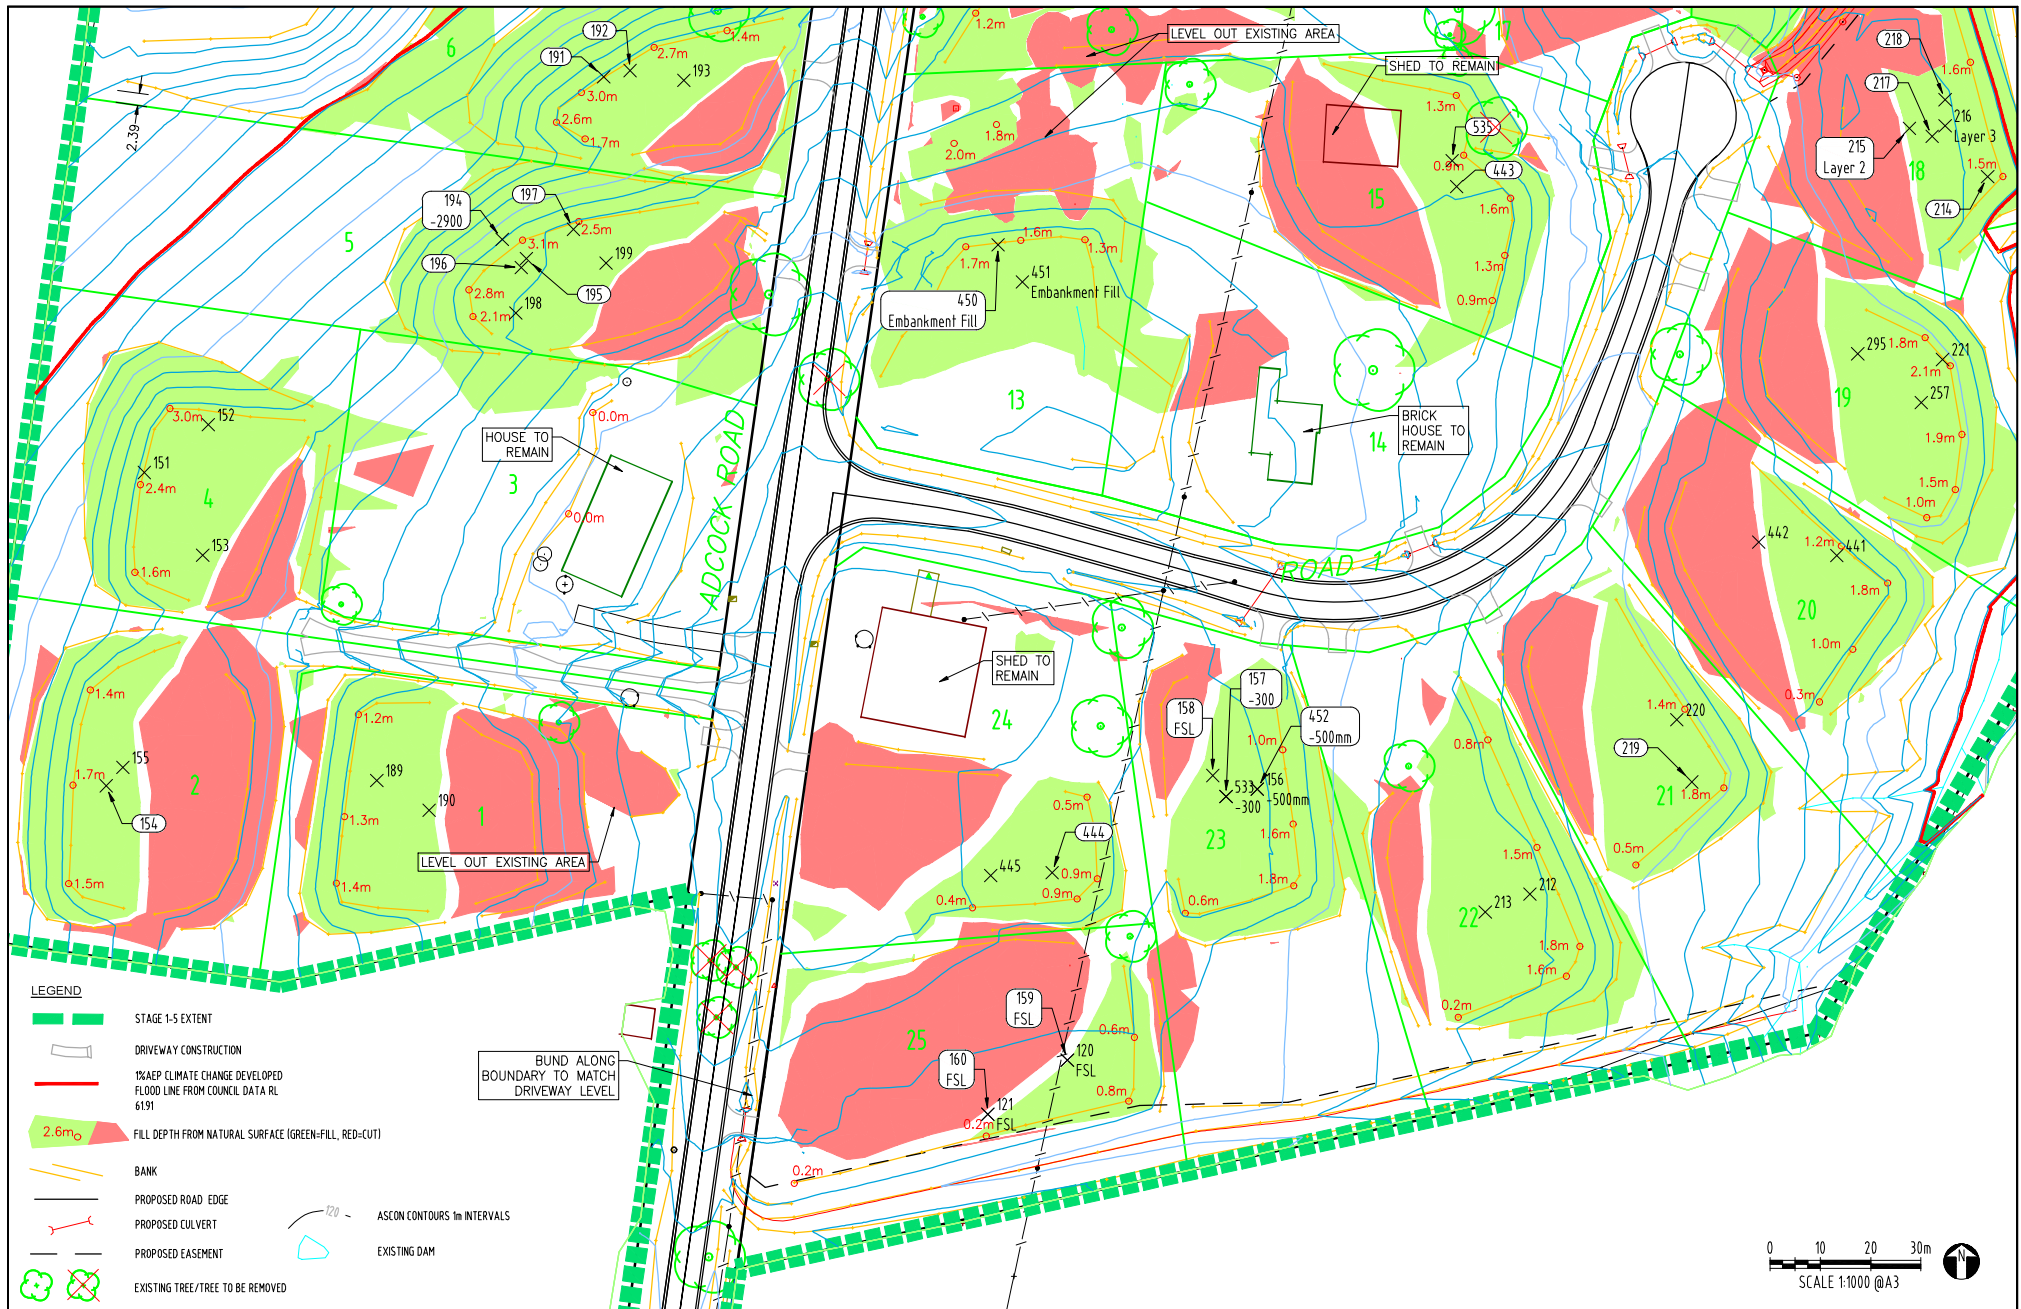 6
192
191
193
1.4m
2.7m
3.0m
2.6m
1.7m
2.39
1.2m
LEVEL OUT EXISTING AREA
17
SHED TO REMAIN
1.3m
535
0.9m
443
15
1.6m
1.3m
0.9m
218
1.6m
217
216
Layer 3
215
Layer 2
18
1.5m
214
1.8m
2.0m
194
-2900
197
2.5m
3.1m
5
196
199
195
2.8m
2.1m
198
1.6m
1.7m
1.3m
451
Embankment Fill
450
Embankment Fill
13
295
1.8m
221
2.1m
257
19
1.9m
1.5m
1.0m
3.0m
152
151
2.4m
4
153
1.6m
0.0m
HOUSE TO
REMAIN
3
0.0m
ADCOCK ROAD
BRICK
HOUSE TO
REMAIN
14
ROAD 1
442
1.2m
441
1.8m
20
1.0m
0.3m
SHED TO
REMAIN
24
1.4m
155
1.7m
2
154
1.5m
1.2m
189
190
1.3m
1
1.4m
LEVEL OUT EXISTING AREA
157
-300
158
FSL
452
-500mm
1.0m
533
-300
156
-500mm
1.6m
23
1.8m
0.6m
0.5m
444
445
0.9m
0.9m
0.4m
0.8m
1.5m
212
213
22
1.8m
1.6m
0.2m
1.4m
220
219
1.8m
21
0.5m
25
159
FSL
0.6m
120
FSL
160
FSL
0.8m
121
FSL
0.2m
0.2m
BUND ALONG
BOUNDARY TO MATCH
DRIVEWAY LEVEL
LEGEND
STAGE 1-5 EXTENT
DRIVEWAY CONSTRUCTION
1%AEP CLIMATE CHANGE DEVELOPED
FLOOD LINE FROM COUNCIL DATA RL
61.91
2.6m
FILL DEPTH FROM NATURAL SURFACE (GREEN=FILL, RED=CUT)
BANK
PROPOSED ROAD EDGE
PROPOSED CULVERT
PROPOSED EASEMENT
EXISTING TREE/TREE TO BE REMOVED
120
ASCON CONTOURS 1m INTERVALS
EXISTING DAM
0 10 20 30m
SCALE 1:1000 @A3
N